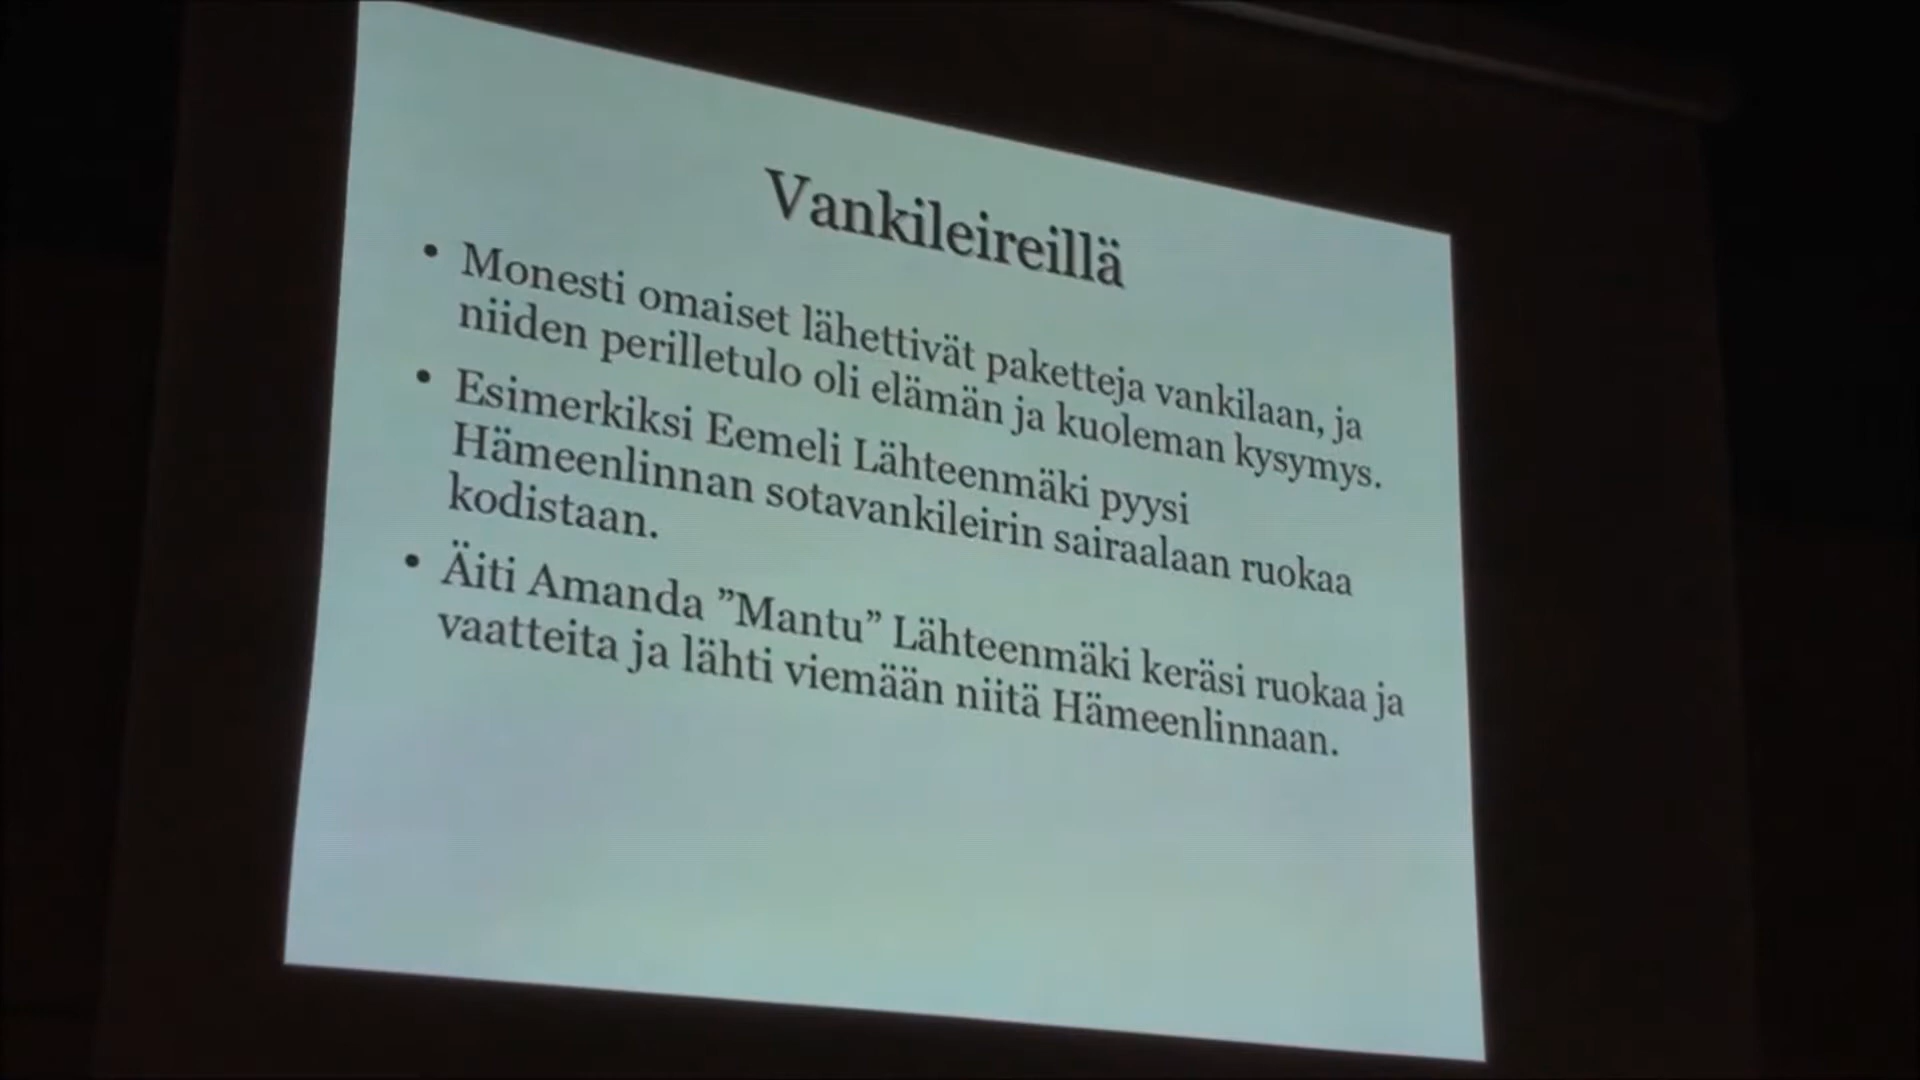 Vankileireillä
• Monesti omaiset lähettivät paketteja vankilaan, ja
niiden perilletulo oli elämän ja kuoleman kysymys.
• Esimerkiksi Eemeli Lähteenmäki pyysi
Hämeenlinnan sotavankileirin sairaalaan ruokaa
kodistaan.
• Äiti Amanda ”Mantu” Lähteenmäki keräsi ruokaa ja
vaatteita ja lähti viemään niitä Hämeenlinnaan.